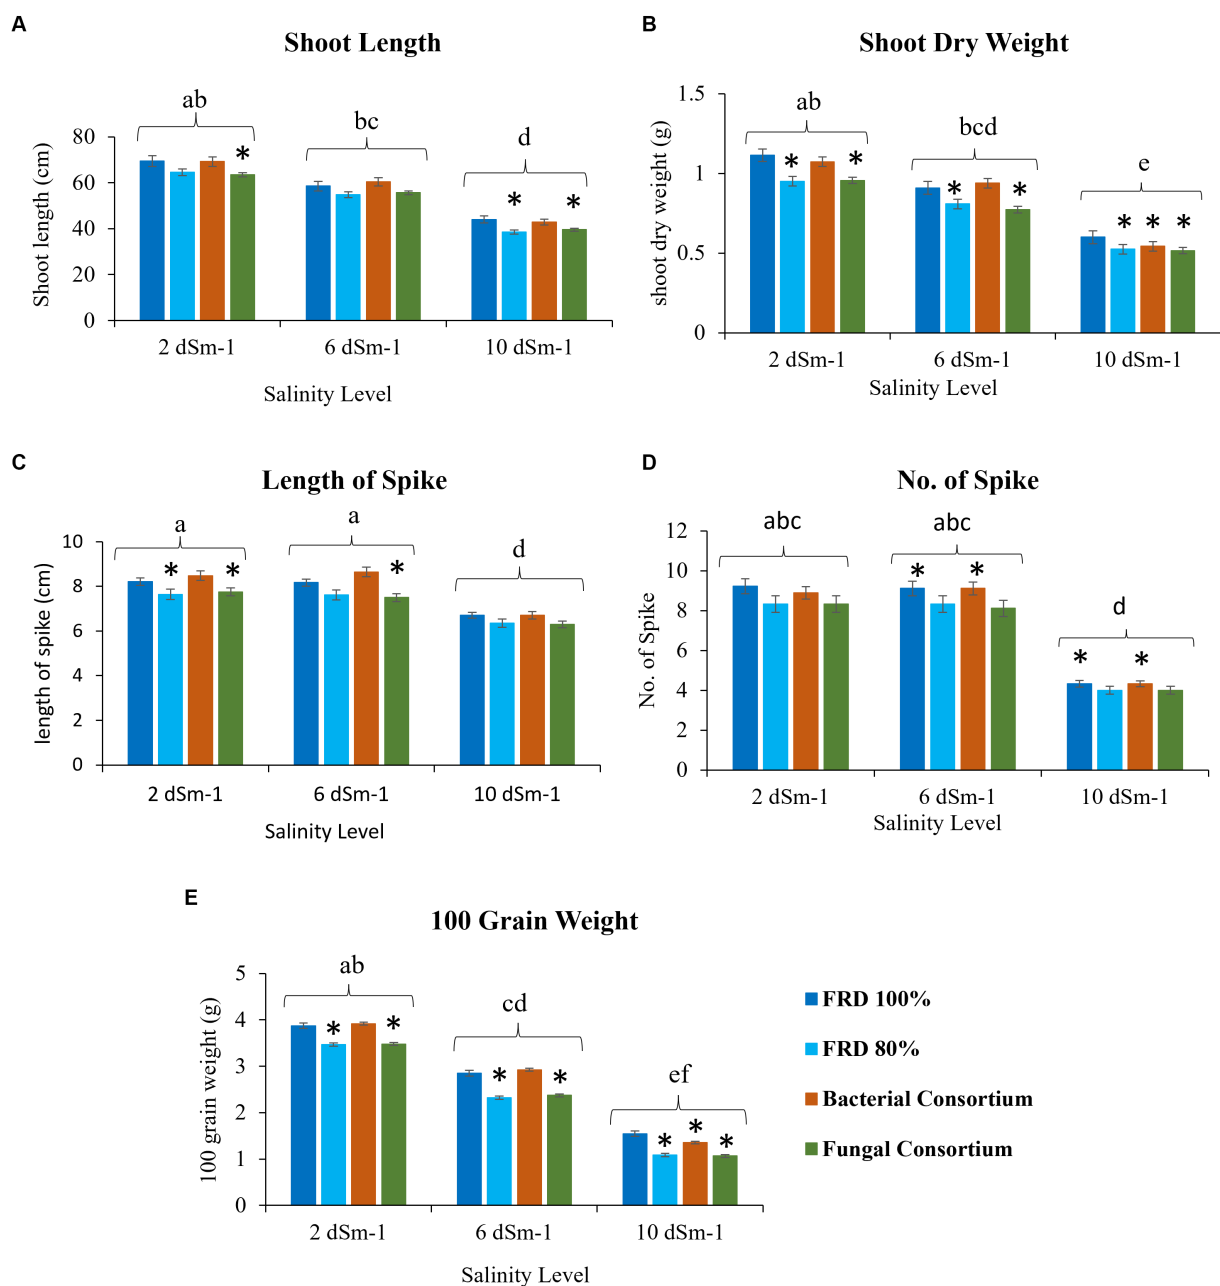 A
Shoot Length
Shoot length (cm)
80
60
40
20
0
ab
*
bc
d
* *
2 dSm-1 6 dSm-1 10 dSm-1
Salinity Level
B
Shoot Dry Weight
shoot dry weight (g)
1.5
1
0.5
0
ab
* *
bcd
* *
e
* * *
2 dSm-1 6 dSm-1 10 dSm-1
Salinity Level
C
Length of Spike
length of spike (cm)
10
8
6
4
2
0
a
* *
a
*
d
2 dSm-1 6 dSm-1 10 dSm-1
Salinity Level
D
No. of Spike
No. of Spike
12
10
8
6
4
2
0
abc
abc
* *
d
* *
2 dSm-1 6 dSm-1 10 dSm-1
Salinity Level
E
100 Grain Weight
100 grain weight (g)
5
4
3
2
1
0
ab
* *
cd
* *
ef
* * *
2 dSm-1 6 dSm-1 10 dSm-1
Salinity Level
FRD 100%
FRD 80%
Bacterial Consortium
Fungal Consortium